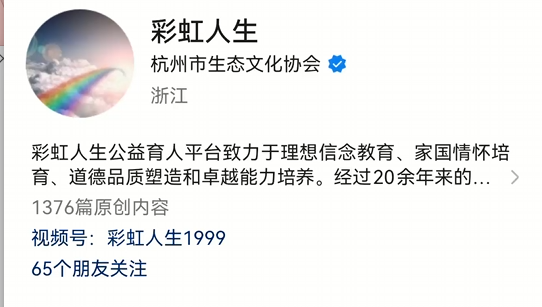 彩虹人生
杭州市生态文化协会
浙江
彩虹人生公益育人平台致力于理想信念教育、家国情怀培
育、道德品质塑造和卓越能力培养。经过20余年来的...
1376篇原创内容
视频号：彩虹人生1999
65个朋友关注